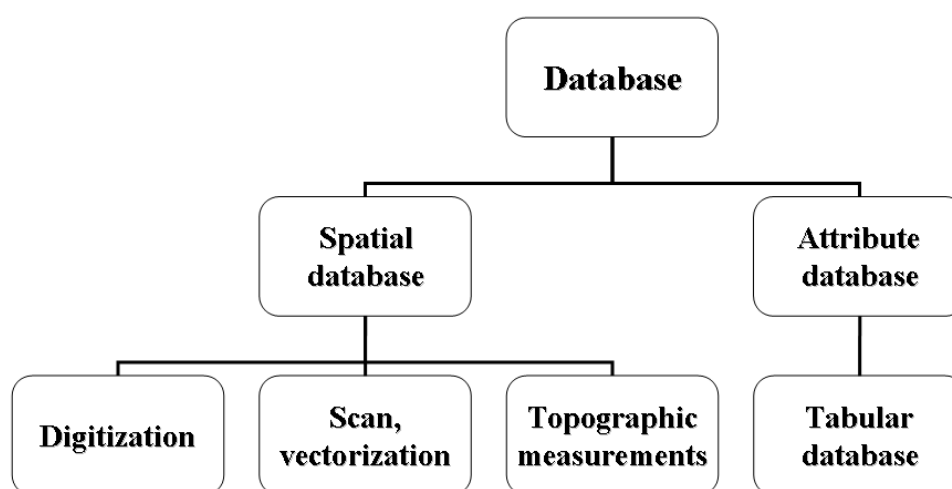 Database
Spatial
database
Attribute
database
Digitization
Scan,
vectorization
Topographic
measurements
Tabular
database